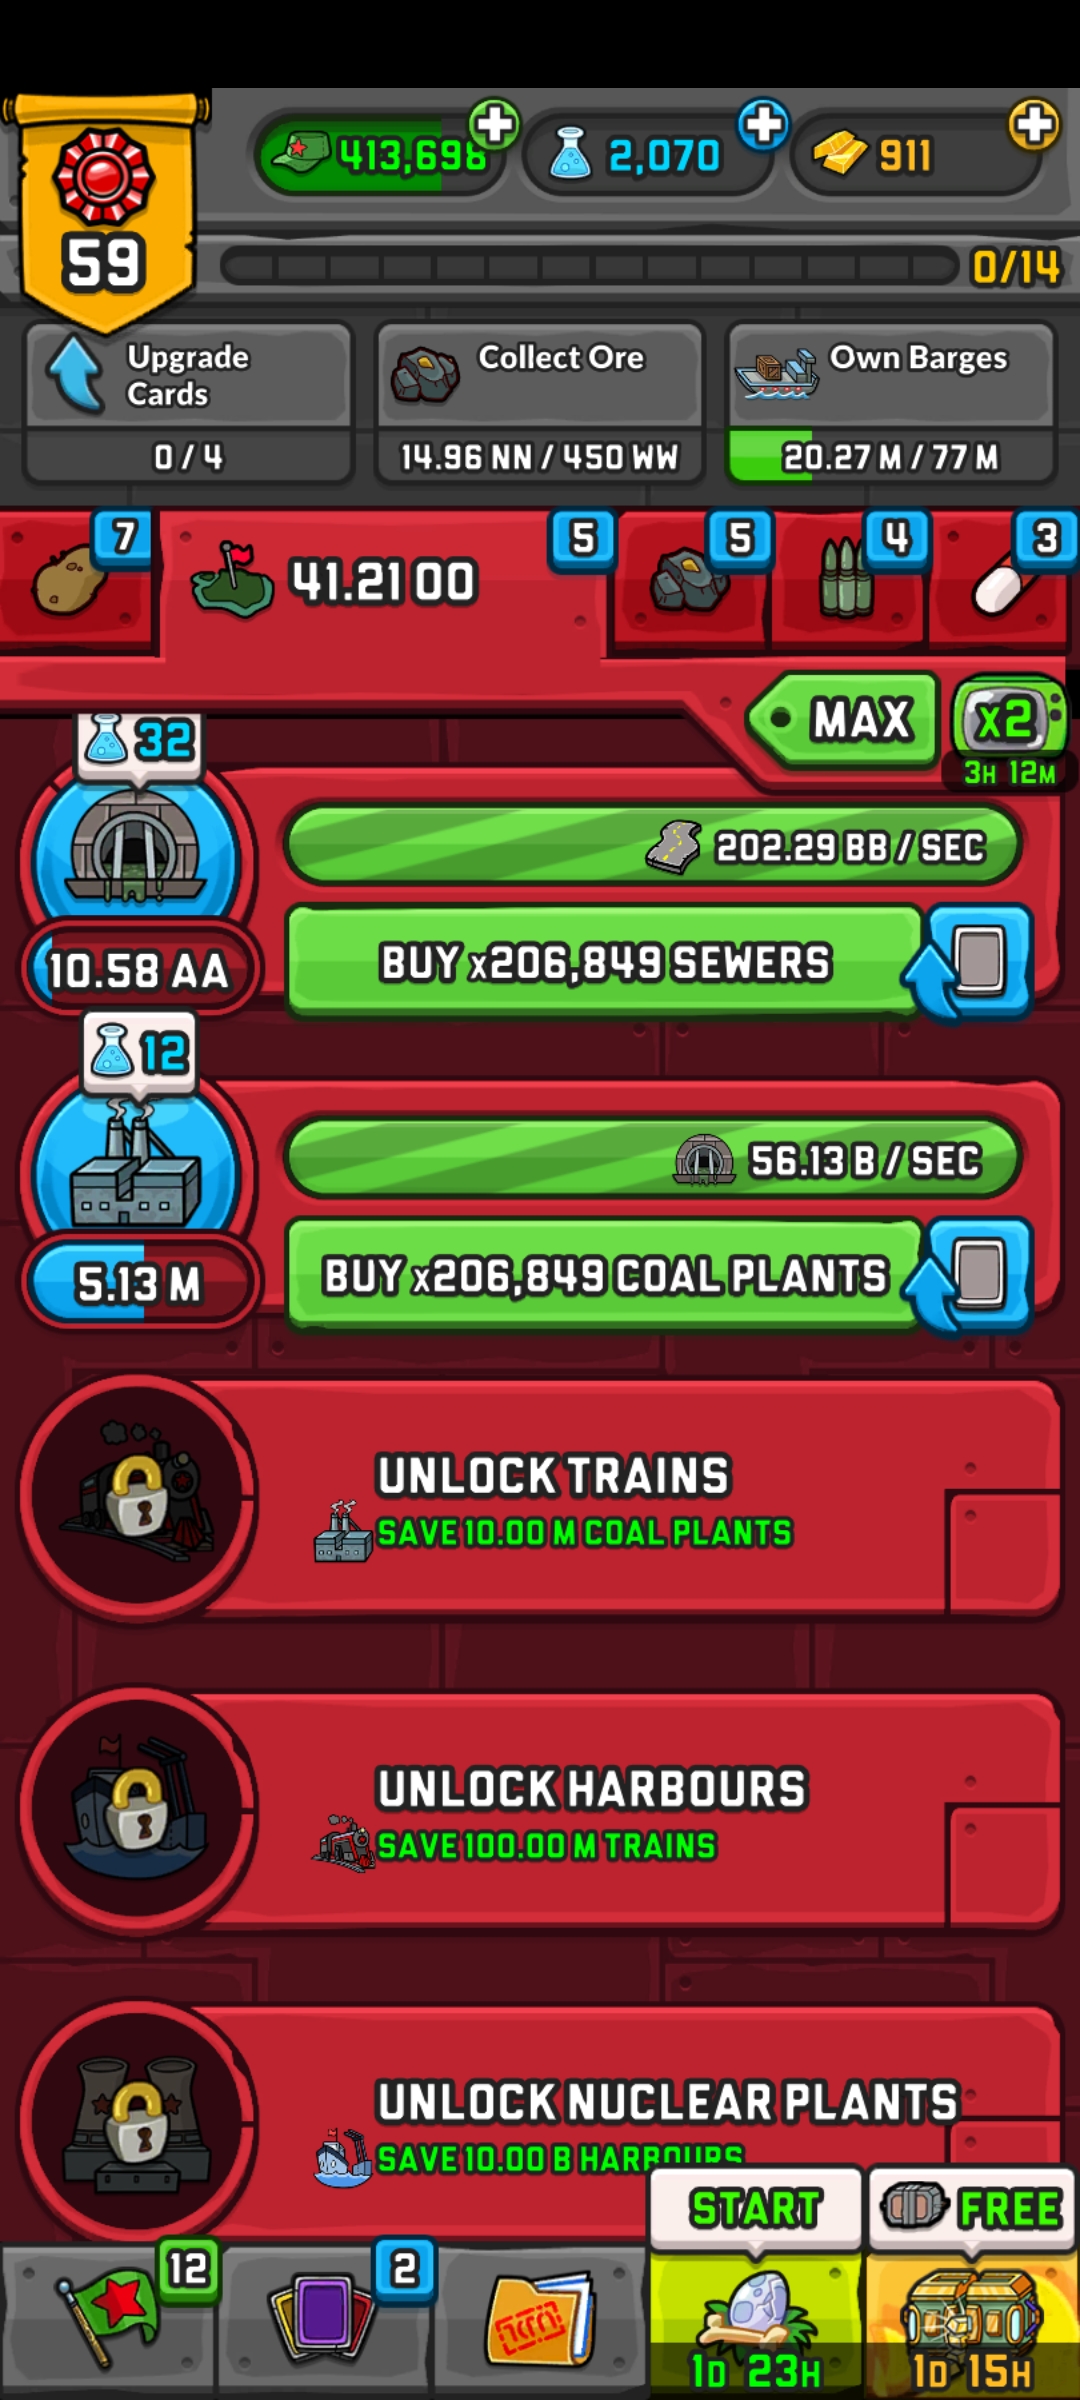 413,698
2,070
911
59
0/14
Upgrade
Cards
0 / 4
Collect Ore
14.96 NN / 450 WW
Own Barges
20.27 M / 77 M
7
41.21 OO
5
5
4
3
MAX
x2
3H 12M
32
202.29 BB / SEC
10.58 AA
BUY x206,849 SEWERS
12
56.13 B / SEC
5.13 M
BUY x206,849 COAL PLANTS
UNLOCK TRAINS
SAVE 10.00 M COAL PLANTS
UNLOCK HARBOURS
SAVE 100.00 M TRAINS
UNLOCK NUCLEAR PLANTS
SAVE 10.00 B HARBOURS
START
FREE
12
2
1D 23H
1D 15H